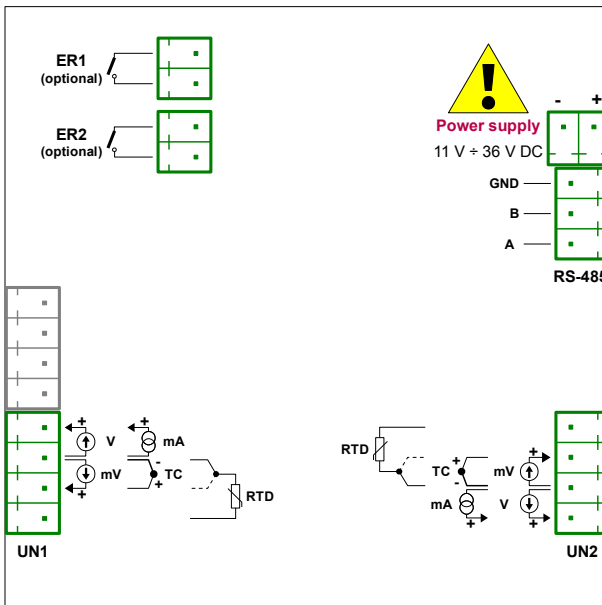 ER1
(optional)
ER2
(optional)
Power supply
- +
11 V ÷ 36 V DC
GND
B
A
RS-485
+ V
mV +
+ mA
- TC
+
RTD
UN1
RTD
TC +
-
mA +
mV +
V +
UN2